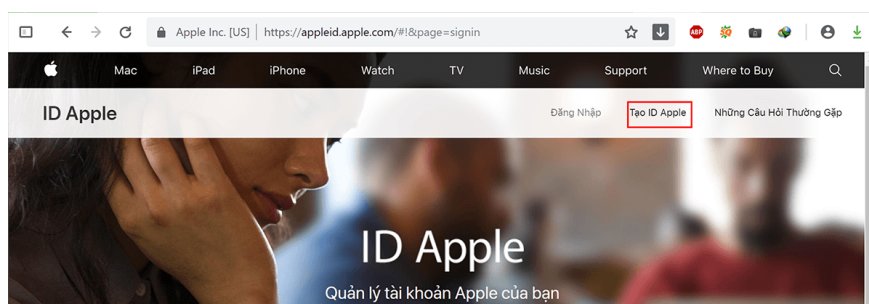 Apple Inc. [US] https://appleid.apple.com/#!&page=signin
ABP SQ
Mac iPad iPhone Watch TV Music Support Where to Buy
ID Apple Đăng Nhập Tạo ID Apple Những Câu Hỏi Thường Gặp
ID Apple
Quản lý tài khoản Apple của bạn